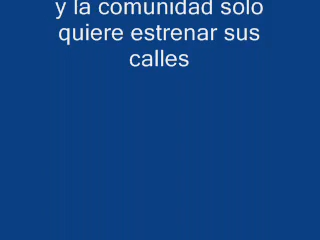 y la comunidad solo
quiere estrenar sus
calles